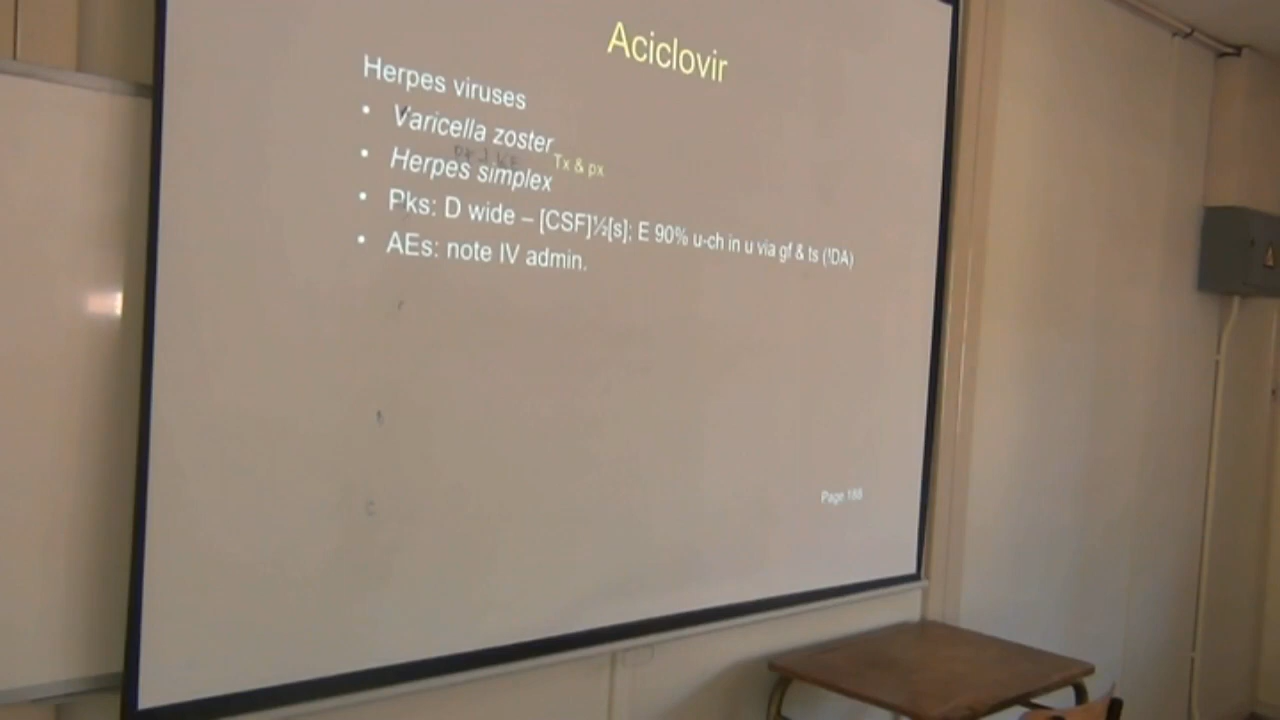 Aciclovir
Herpes viruses
• Varicella zoster
Tx & px
• Herpes simplex
• Pks: D wide – [CSF]½[s]; E 90% u-ch in u via gf & ts (!DA)
• AEs: note IV admin.
Page 188